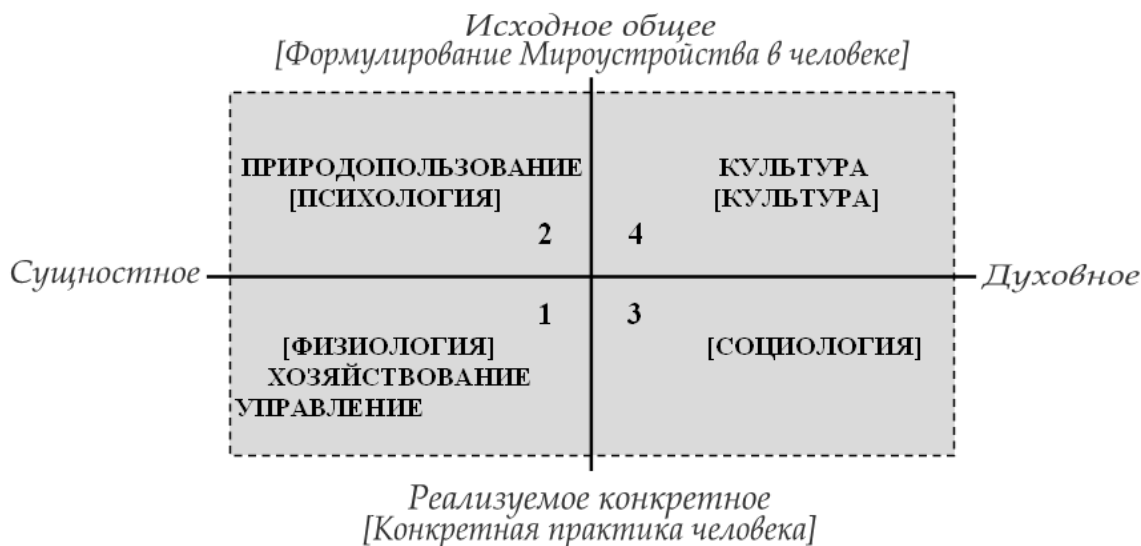 Исходное общее
[Формулирование Мироустройства в человеке]
ПРИРОДОПОЛЬЗОВАНИЕ
[ПСИХОЛОГИЯ]
КУЛЬТУРА
[КУЛЬТУРА]
2
4
Сущностное
Духовное
1
3
[ФИЗИОЛОГИЯ]
ХОЗЯЙСТВОВАНИЕ
УПРАВЛЕНИЕ
[СОЦИОЛОГИЯ]
Реализуемое конкретное
[Конкретная практика человека]